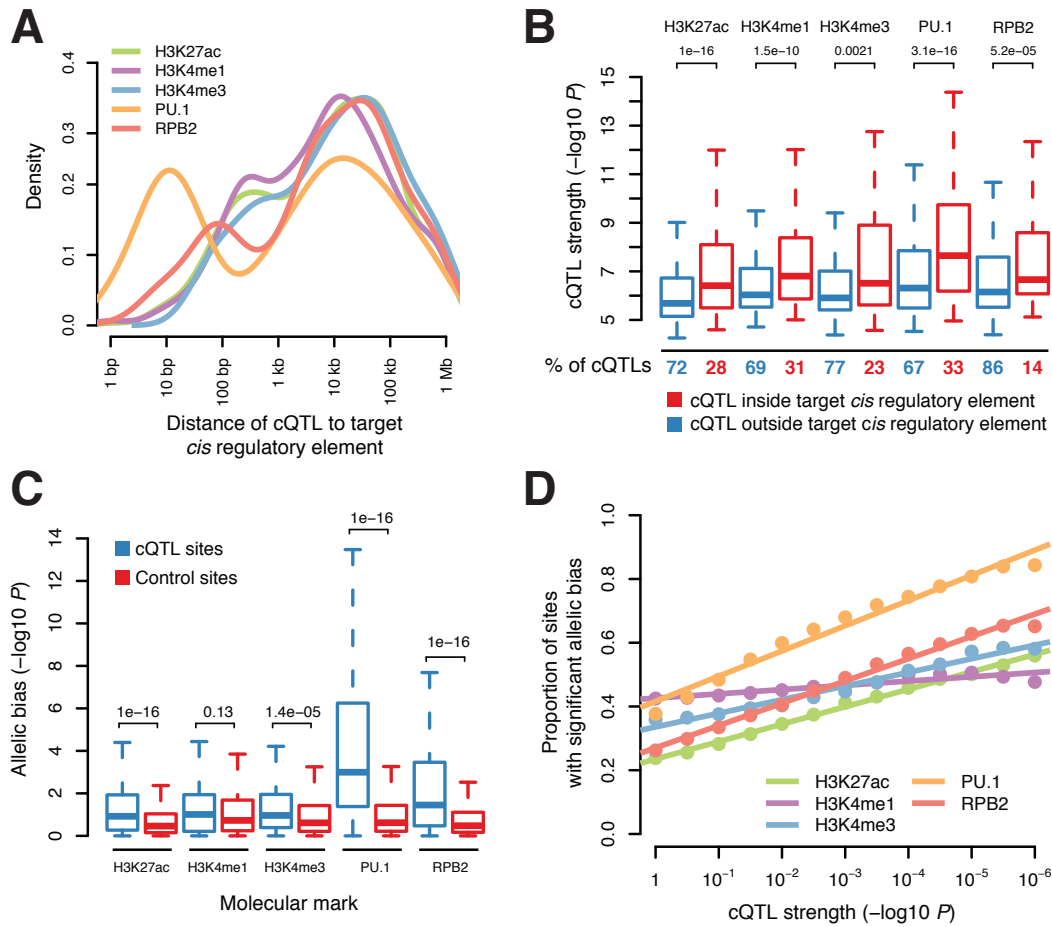 A
H3K27ac
H3K4me1
H3K4me3
PU.1
RPB2
Density
0.4
0.3
0.2
0.1
0.0
1 bp
10 bp
100 bp
1 kb
10 kb
100 kb
1 Mb
Distance of cQTL to target
cis regulatory element
B
H3K27ac H3K4me1 H3K4me3 PU.1 RPB2
1e−16 1.5e−10 0.0021 3.1e−16 5.2e−05
cQTL strength (−log10 P)
15
13
11
9
7
5
% of cQTLs 72 28 69 31 77 23 67 33 86 14
cQTL inside target cis regulatory element
cQTL outside target cis regulatory element
C
cQTL sites
Control sites
Allelic bias (−log10 P)
14
12
10
8
6
4
2
0
1e−16 0.13 1.4e−05 1e−16 1e−16
H3K27ac H3K4me1 H3K4me3 PU.1 RPB2
Molecular mark
D
Proportion of sites
with significant allelic bias
1.0
0.8
0.6
0.4
0.2
0.0
H3K27ac
H3K4me1
H3K4me3
PU.1
RPB2
1 10−1 10−2 10−3 10−4 10−5 10−6
cQTL strength (−log10 P)